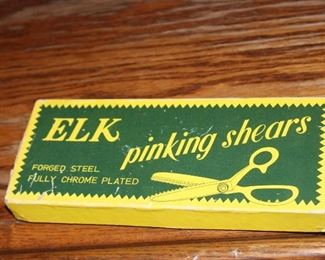 ELK
pinking shears
FORGED STEEL
FULLY CHROME PLATED